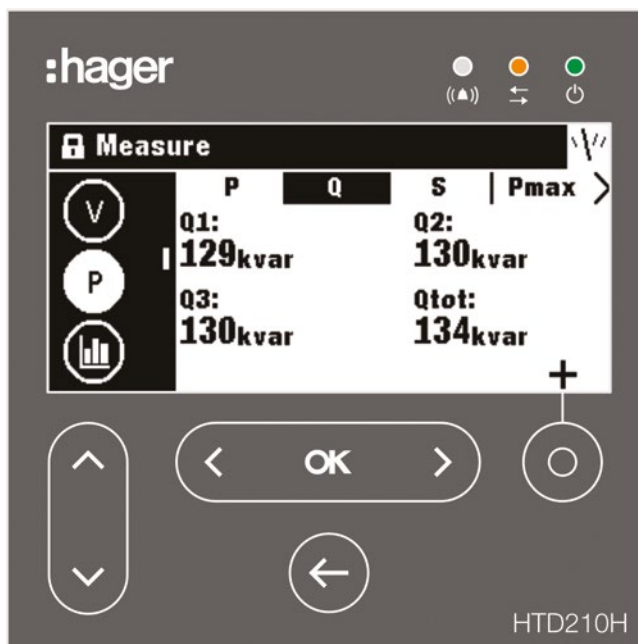 :hager
Measure
V
P Q S Pmax
Q1: Q2:
129kvar 130kvar
P
Q3: Qtot:
130kvar 134kvar
+
< OK >
HTD210H